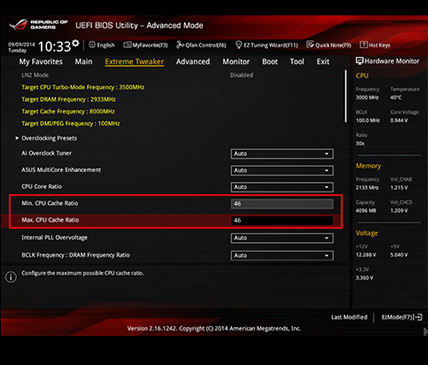 REPUBLIC OF GAMERS
UEFI BIOS Utility – Advanced Mode
09/09/2014 Tuesday 10:33 English MyFavorite(F3) Qfan Control(F6) EZ Tuning Wizard(F11) Quick Note(F9) Hot Keys
My Favorites Main Extreme Tweaker Advanced Monitor Boot Tool Exit
LN2 Mode Disabled
Target CPU Turbo-Mode Frequency : 3500MHz
Target DRAM Frequency : 2933MHz
Target Cache Frequency : 8000MHz
Target DMI/PEG Frequency : 100MHz
Overclocking Presets
Ai Overclock Tuner Auto
ASUS MultiCore Enhancement Auto
CPU Core Ratio Auto
Min. CPU Cache Ratio 46
Max. CPU Cache Ratio 46
Internal PLL Overvoltage Auto
BCLK Frequency : DRAM Frequency Ratio Auto
Configure the maximum possible CPU cache ratio.
Hardware Monitor
CPU
Frequency Temperature
3000 MHz 40°C
BCLK Core Voltage
100.0 MHz 0.944 V
Ratio
30x
Memory
Frequency Vol_CHAB
2133 MHz 1.215 V
Capacity Vol_CHCD
4096 MB 1.209 V
Voltage
+12V +5V
12.288 V 5.040 V
+3.3V
3.360 V
Last Modified EzMode(F7)
Version 2.16.1242. Copyright (C) 2014 American Megatrends, Inc.